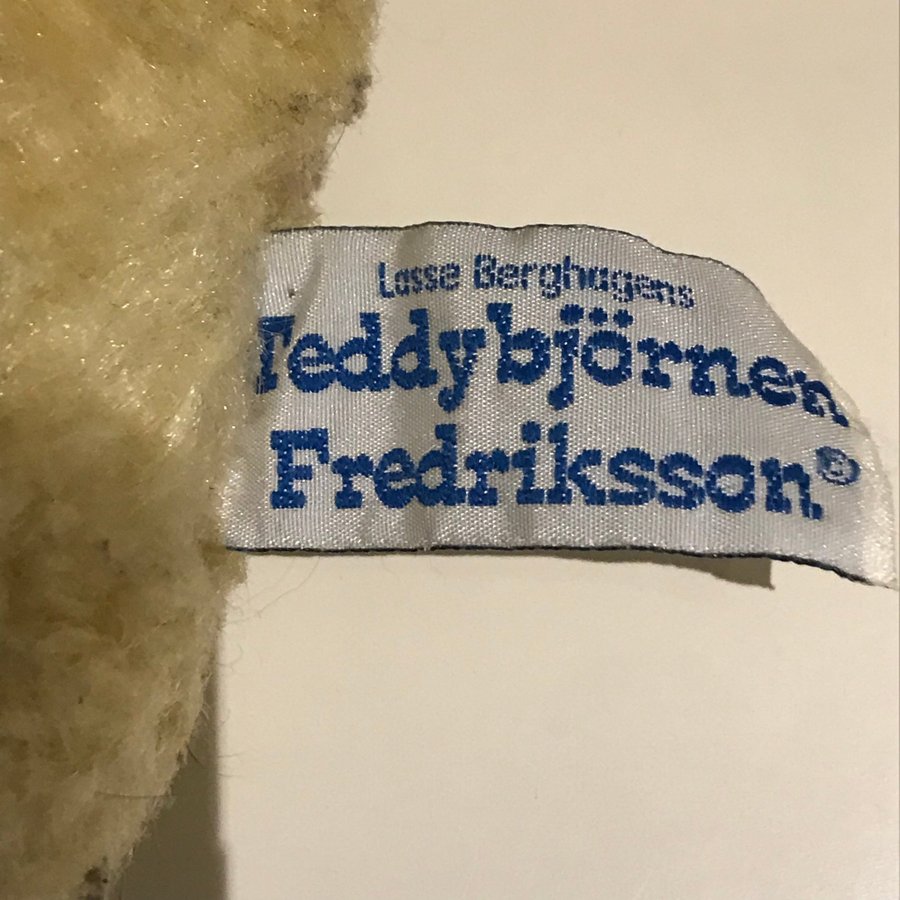 Lasse Berghagens
Teddybjörnen
Fredriksson®